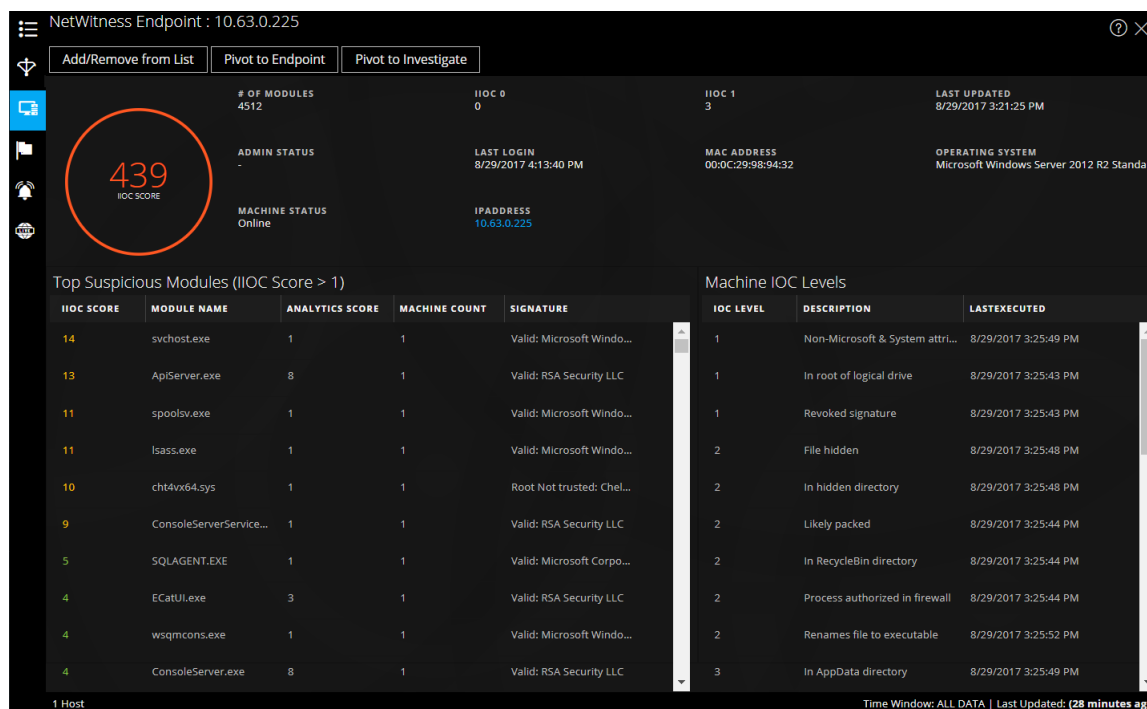 NetWitness Endpoint : 10.63.0.225
Add/Remove from List Pivot to Endpoint Pivot to Investigate
# OF MODULES IIOC 0 IIOC 1 LAST UPDATED
4512 0 3 8/29/2017 3:21:25 PM
ADMIN STATUS LAST LOGIN MAC ADDRESS OPERATING SYSTEM
- 8/29/2017 4:13:40 PM 00:0C:29:98:94:32 Microsoft Windows Server 2012 R2 Standa
439
IIOC SCORE
MACHINE STATUS IPADDRESS
Online 10.63.0.225
Top Suspicious Modules (IIOC Score > 1)
IIOC SCORE MODULE NAME ANALYTICS SCORE MACHINE COUNT SIGNATURE
14 svchost.exe 1 1 Valid: Microsoft Windo...
13 ApiServer.exe 8 1 Valid: RSA Security LLC
11 spoolsv.exe 1 1 Valid: Microsoft Windo...
11 lsass.exe 1 1 Valid: Microsoft Windo...
10 cht4vx64.sys 1 1 Root Not trusted: Chel...
9 ConsoleServerService... 1 1 Valid: RSA Security LLC
5 SQLAGENT.EXE 1 1 Valid: Microsoft Corpo...
4 ECatUI.exe 3 1 Valid: RSA Security LLC
4 wsqmcons.exe 1 1 Valid: Microsoft Windo...
4 ConsoleServer.exe 8 1 Valid: RSA Security LLC
Machine IOC Levels
IOC LEVEL DESCRIPTION LASTEXECUTED
1 Non-Microsoft & System attri... 8/29/2017 3:25:49 PM
1 In root of logical drive 8/29/2017 3:25:43 PM
1 Revoked signature 8/29/2017 3:25:43 PM
2 File hidden 8/29/2017 3:25:48 PM
2 In hidden directory 8/29/2017 3:25:48 PM
2 Likely packed 8/29/2017 3:25:44 PM
2 In RecycleBin directory 8/29/2017 3:25:44 PM
2 Process authorized in firewall 8/29/2017 3:25:44 PM
2 Renames file to executable 8/29/2017 3:25:52 PM
3 In AppData directory 8/29/2017 3:25:49 PM
1 Host Time Window: ALL DATA | Last Updated: (28 minutes ag